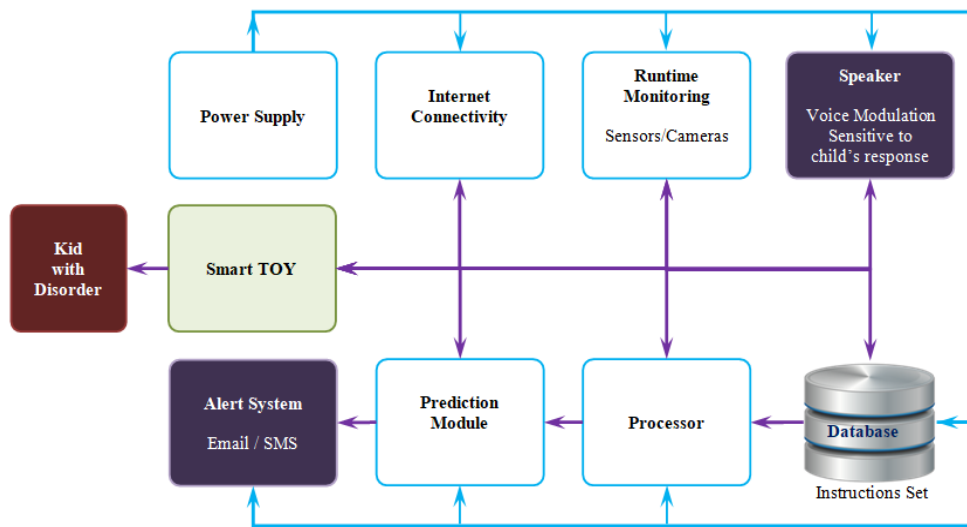 Power Supply
Internet
Connectivity
Runtime
Monitoring
Sensors/Cameras
Speaker
Voice Modulation
Sensitive to
child’s response
Kid
with
Disorder
Smart TOY
Alert System
Email / SMS
Prediction
Module
Processor
Database
Instructions Set